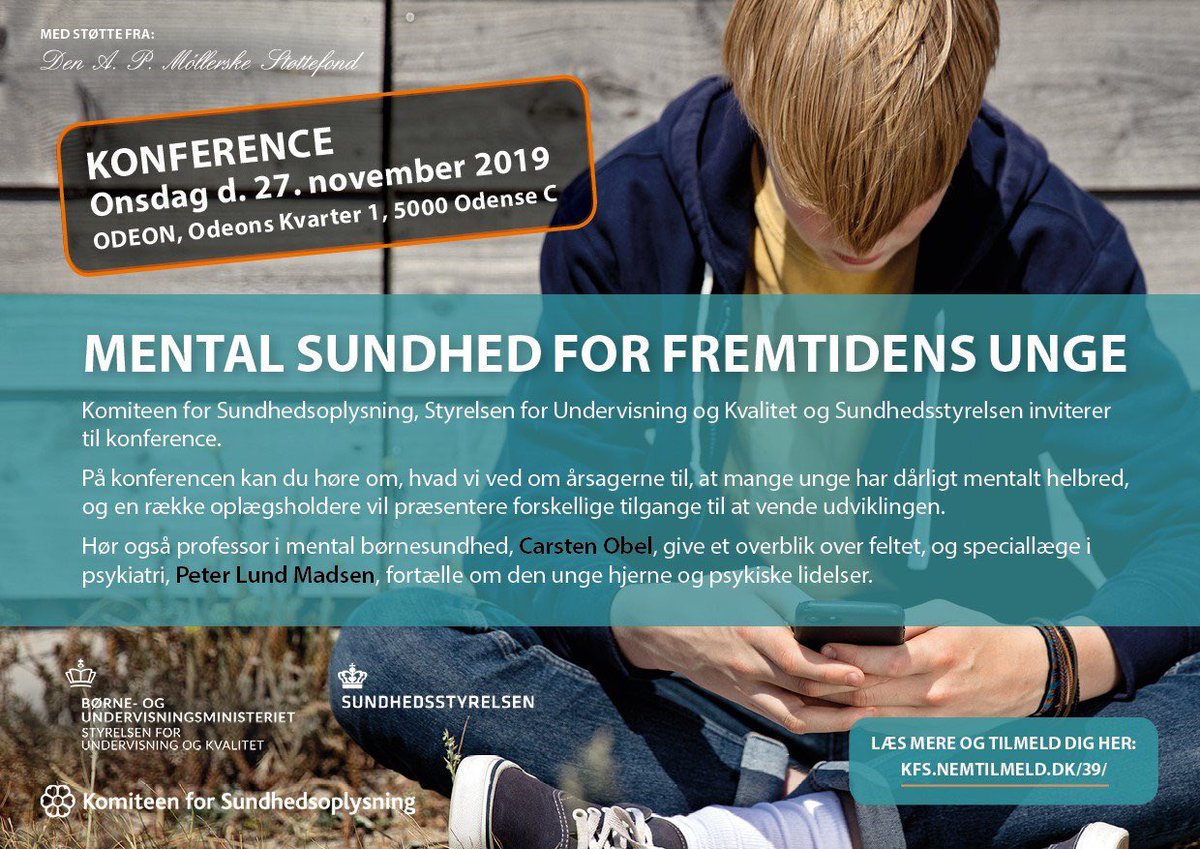 MED STØTTE FRA:
Den A. P. Møllerske Støttefond
KONFERENCE
Onsdag d. 27. november 2019
ODEON, Odeons Kvarter 1, 5000 Odense C
MENTAL SUNDHED FOR FREMTIDENS UNGE
Komiteen for Sundhedsoplysning, Styrelsen for Undervisning og Kvalitet og Sundhedsstyrelsen inviterer
til konference.
På konferencen kan du høre om, hvad vi ved om årsagerne til, at mange unge har dårligt mentalt helbred,
og en række oplægsholdere vil præsentere forskellige tilgange til at vende udviklingen.
Hør også professor i mental børnesundhed, Carsten Obel, give et overblik over feltet, og speciallæge i
psykiatri, Peter Lund Madsen, fortælle om den unge hjerne og psykiske lidelser.
BØRNE- OG
UNDERVISNINGSMINISTERIET
STYRELSEN FOR
UNDERVISNING OG KVALITET
SUNDHEDSSTYRELSEN
Komiteen for Sundhedsoplysning
LÆS MERE OG TILMELD DIG HER:
KFS.NEMTILMELD.DK/39/